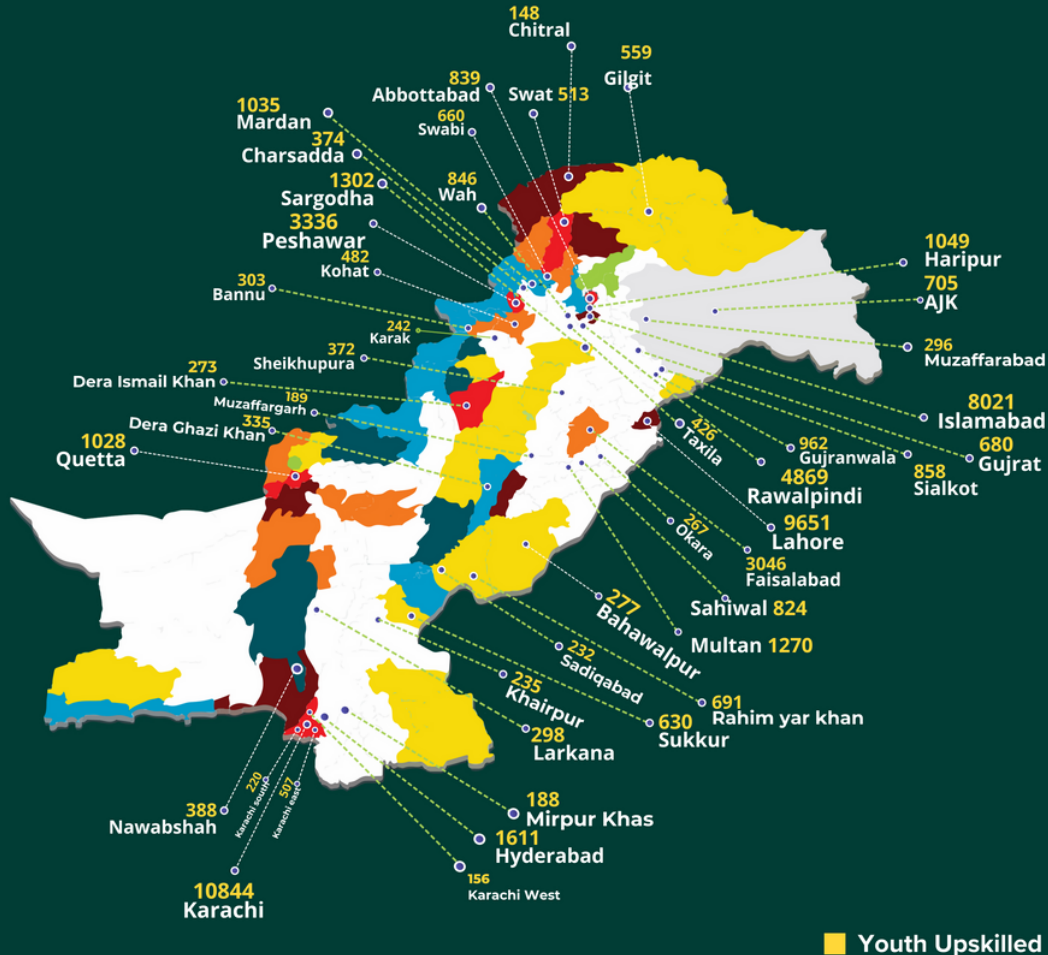 148
Chitral
559
Gilgit
839
Abbottabad
Swat 513
660
Swabi
1035
Mardan
374
Charsadda
1302
Sargodha
846
Wah
3336
Peshawar
482
Kohat
303
Bannu
242
Karak
372
Sheikhupura
273
Dera Ismail Khan
189
Muzaffargarh
335
Dera Ghazi Khan
1028
Quetta
1049
Haripur
705
AJK
296
Muzaffarabad
8021
Islamabad
680
Gujrat
858
Sialkot
962
Gujranwala
426
Taxila
4869
Rawalpindi
9651
Lahore
267
Okara
3046
Faisalabad
Sahiwal 824
Multan 1270
277
Bahawalpur
232
Sadiqabad
691
Rahim yar khan
235
Khairpur
630
Sukkur
298
Larkana
220
Karachi south
507
Karachi east
388
Nawabshah
188
Mirpur Khas
1611
Hyderabad
156
Karachi West
10844
Karachi
Youth Upskilled